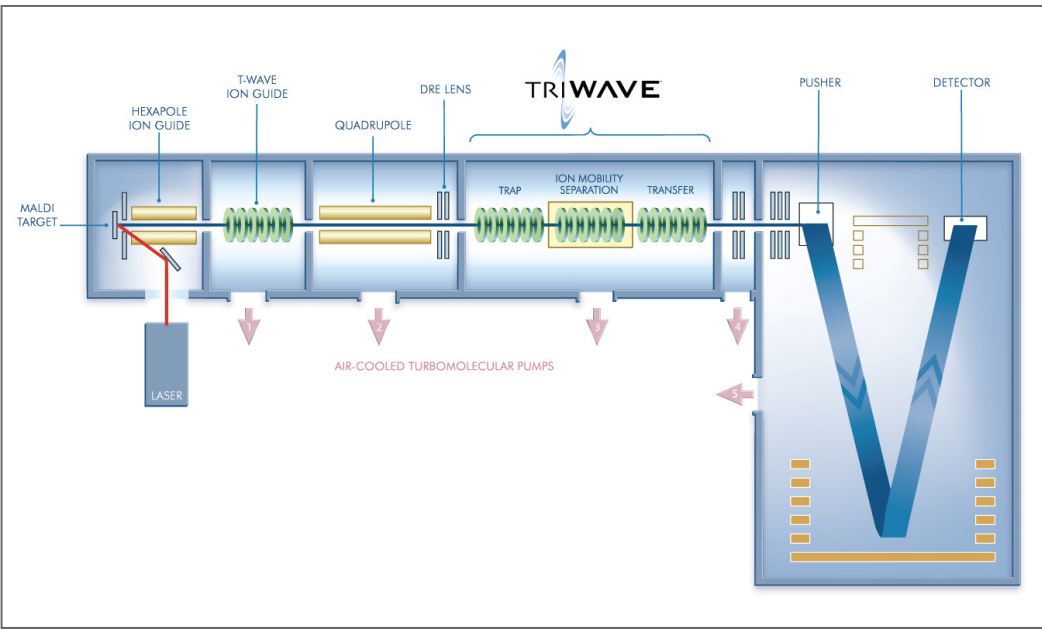 T-WAVE
ION GUIDE
HEXAPOLE
ION GUIDE
QUADRUPOLE
DRE LENS
TRIWAVE
PUSHER
DETECTOR
MALDI
TARGET
TRAP
ION MOBILITY
SEPARATION
TRANSFER
1
2
3
4
5
AIR-COOLED TURBOMOLECULAR PUMPS
LASER